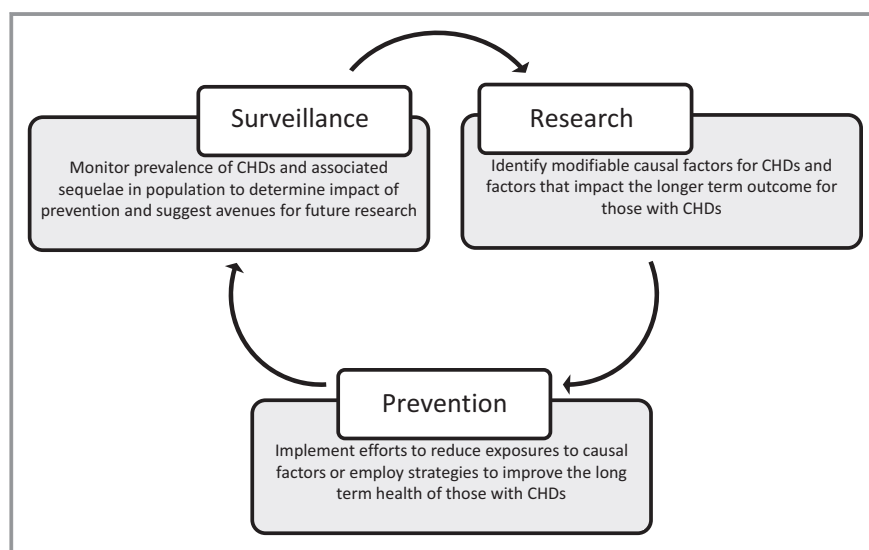 Surveillance
Monitor prevalence of CHDs and associated
sequelae in population to determine impact of
prevention and suggest avenues for future research
Research
Identify modifiable causal factors for CHDs and
factors that impact the longer term outcome for
those with CHDs
Prevention
Implement efforts to reduce exposures to causal
factors or employ strategies to improve the long
term health of those with CHDs